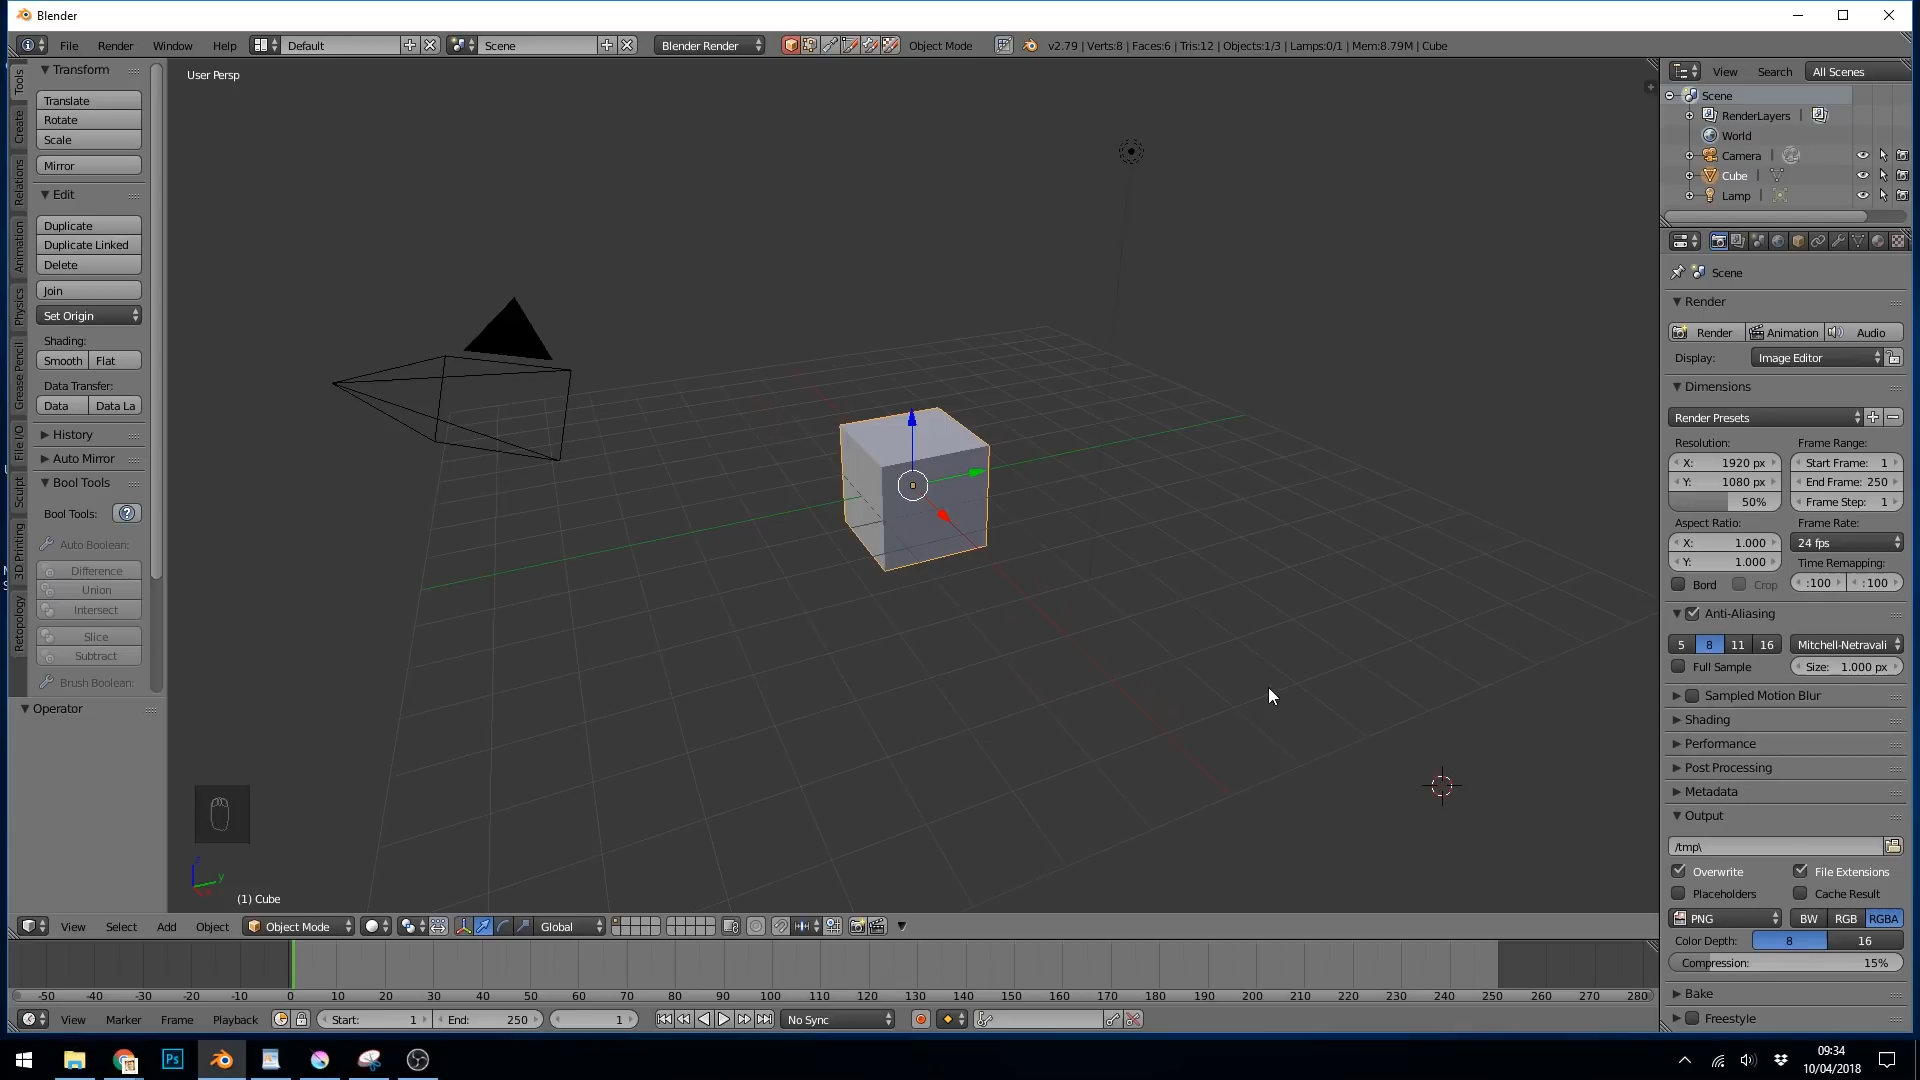 Blender
File Render Window Help Default Scene Blender Render Object Mode v2.79 | Verts:8 | Faces:6 | Tris:12 | Objects:1/3 | Lamps:0/1 | Mem:8.79M | Cube
Tools
Create
Relations
Animation
Physics
Grease Pencil
File I/O
Sculpt
3D Printing
Retopology
Transform
Translate
Rotate
Scale
Mirror
Edit
Duplicate
Duplicate Linked
Delete
Join
Set Origin
Shading:
Smooth Flat
Data Transfer:
Data Data La
History
Auto Mirror
Bool Tools
Bool Tools: ?
Auto Boolean:
Difference
Union
Intersect
Slice
Subtract
Brush Boolean:
Operator
User Persp
z
y
(1) Cube
View Select Add Object Object Mode Global
-50 -40 -30 -20 -10 0 10 20 30 40 50 60 70 80 90 100 110 120 130 140 150 160 170 180 190 200 210 220 230 240 250 260 270 280
View Marker Frame Playback Start: 1 End: 250 1 No Sync
View Search All Scenes
Scene
RenderLayers |
World
Camera |
Cube |
Lamp |
Scene
Render
Render Animation Audio
Display: Image Editor
Dimensions
Render Presets
Resolution: Frame Range:
X: 1920 px Start Frame: 1
Y: 1080 px End Frame: 250
50% Frame Step: 1
Aspect Ratio: Frame Rate:
X: 1.000 24 fps
Y: 1.000 Time Remapping:
Bord Crop :100 :100
Anti-Aliasing
5 8 11 16 Mitchell-Netravali
Full Sample Size: 1.000 px
Sampled Motion Blur
Shading
Performance
Post Processing
Metadata
Output
/tmp\
Overwrite File Extensions
Placeholders Cache Result
PNG BW RGB RGBA
Color Depth: 8 16
Compression: 15%
Bake
Freestyle
Ps
09:34
10/04/2018